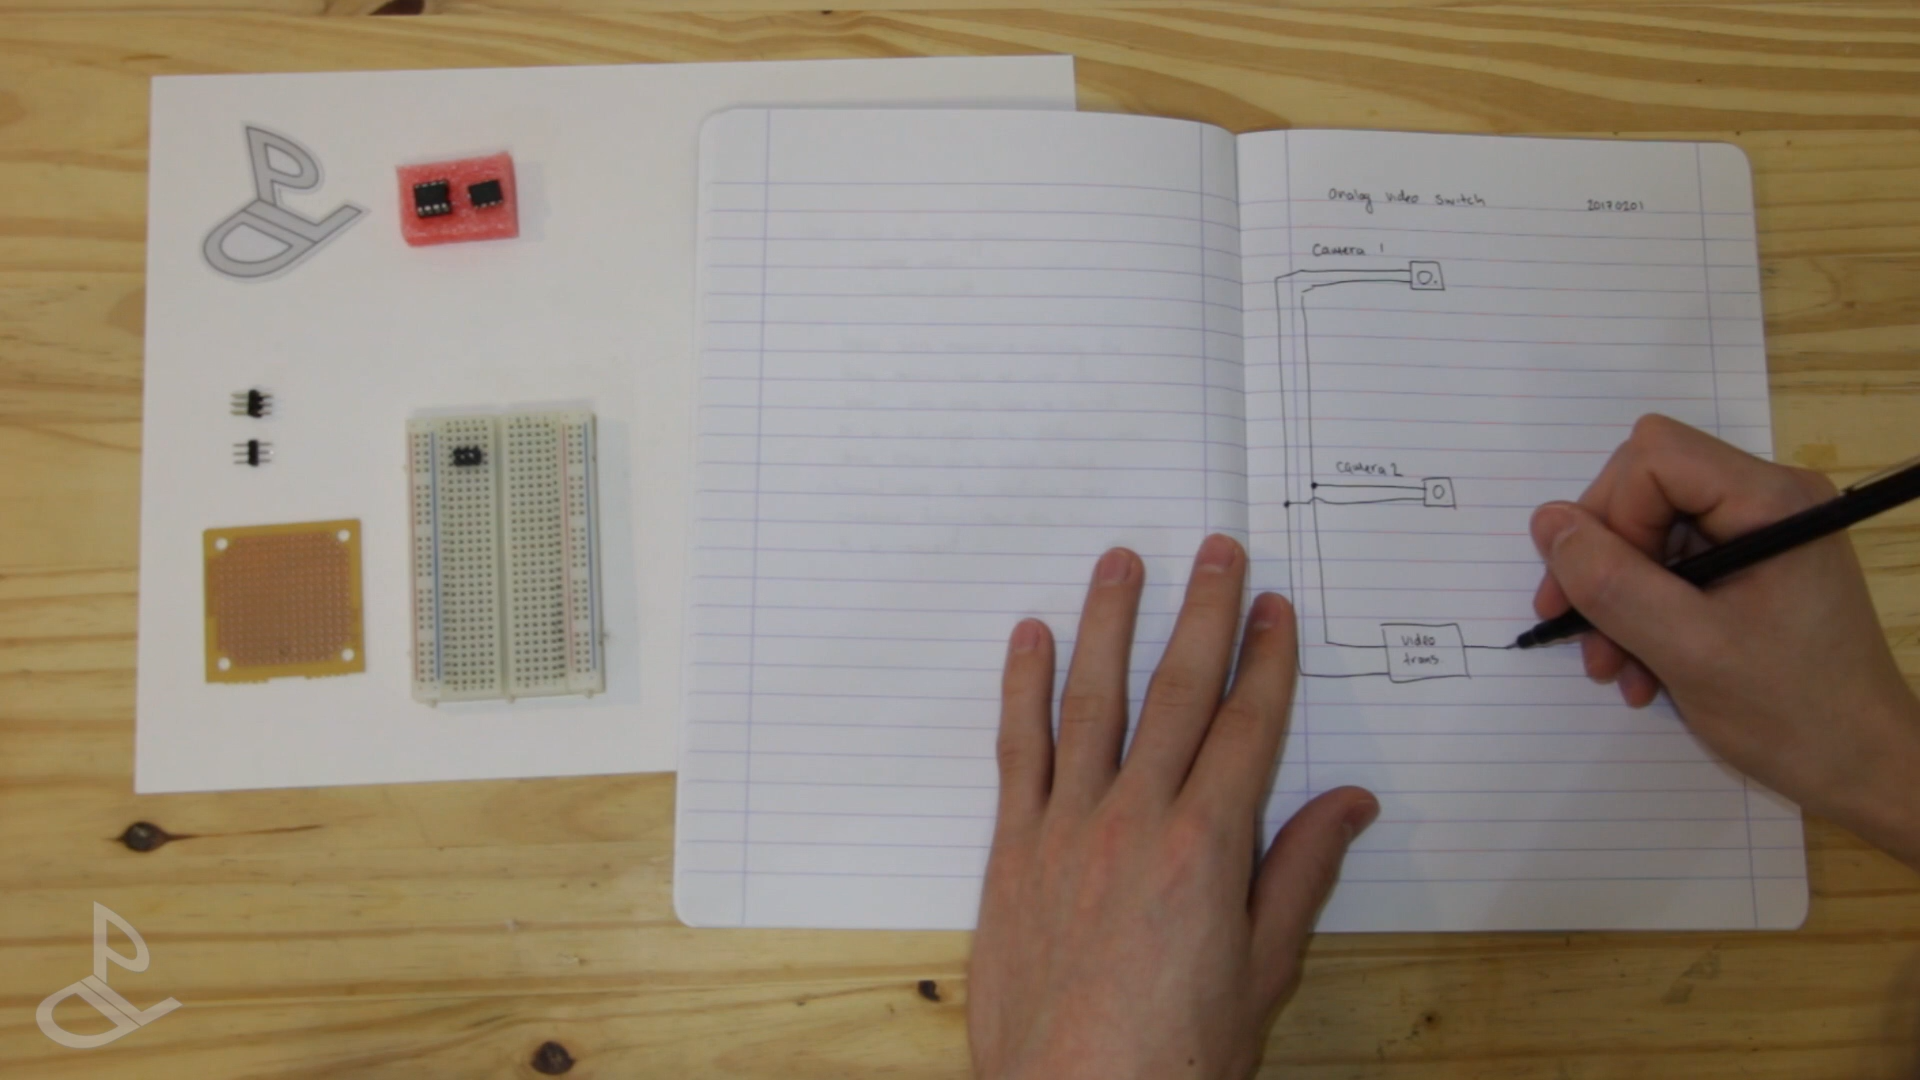 analog video switch 20170201
Camera 1
camera 2
video
trans.